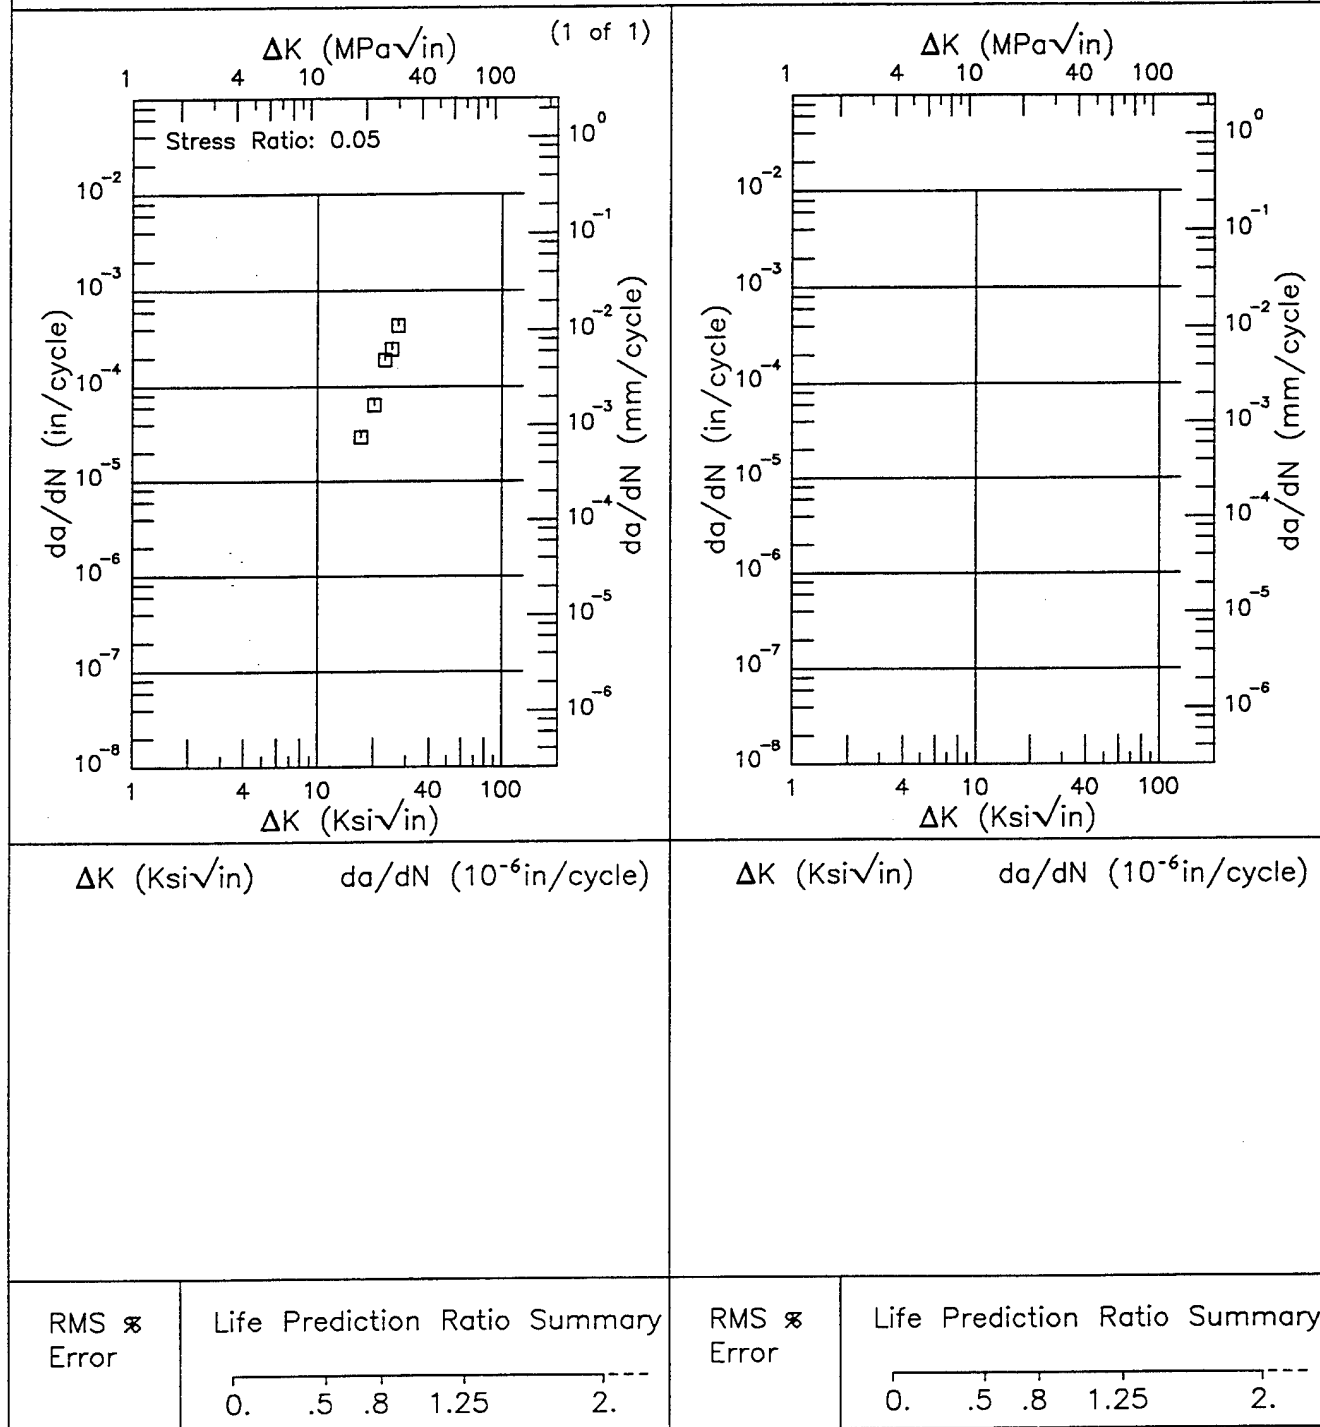 (1 of 1)
ΔK (MPa√in)
1 4 10 40 100
Stress Ratio: 0.05
10⁰
10⁻¹
10⁻²
10⁻³
10⁻⁴
10⁻⁵
10⁻⁶
da/dN (mm/cycle)
10⁻²
10⁻³
10⁻⁴
10⁻⁵
10⁻⁶
10⁻⁷
10⁻⁸
da/dN (in/cycle)
1 4 10 40 100
ΔK (Ksi√in)
ΔK (MPa√in)
1 4 10 40 100
10⁰
10⁻¹
10⁻²
10⁻³
10⁻⁴
10⁻⁵
10⁻⁶
da/dN (mm/cycle)
10⁻²
10⁻³
10⁻⁴
10⁻⁵
10⁻⁶
10⁻⁷
10⁻⁸
da/dN (in/cycle)
1 4 10 40 100
ΔK (Ksi√in)
ΔK (Ksi√in) da/dN (10⁻⁶in/cycle)
ΔK (Ksi√in) da/dN (10⁻⁶in/cycle)
RMS %
Error
Life Prediction Ratio Summary
0. .5 .8 1.25 2.
RMS %
Error
Life Prediction Ratio Summary
0. .5 .8 1.25 2.